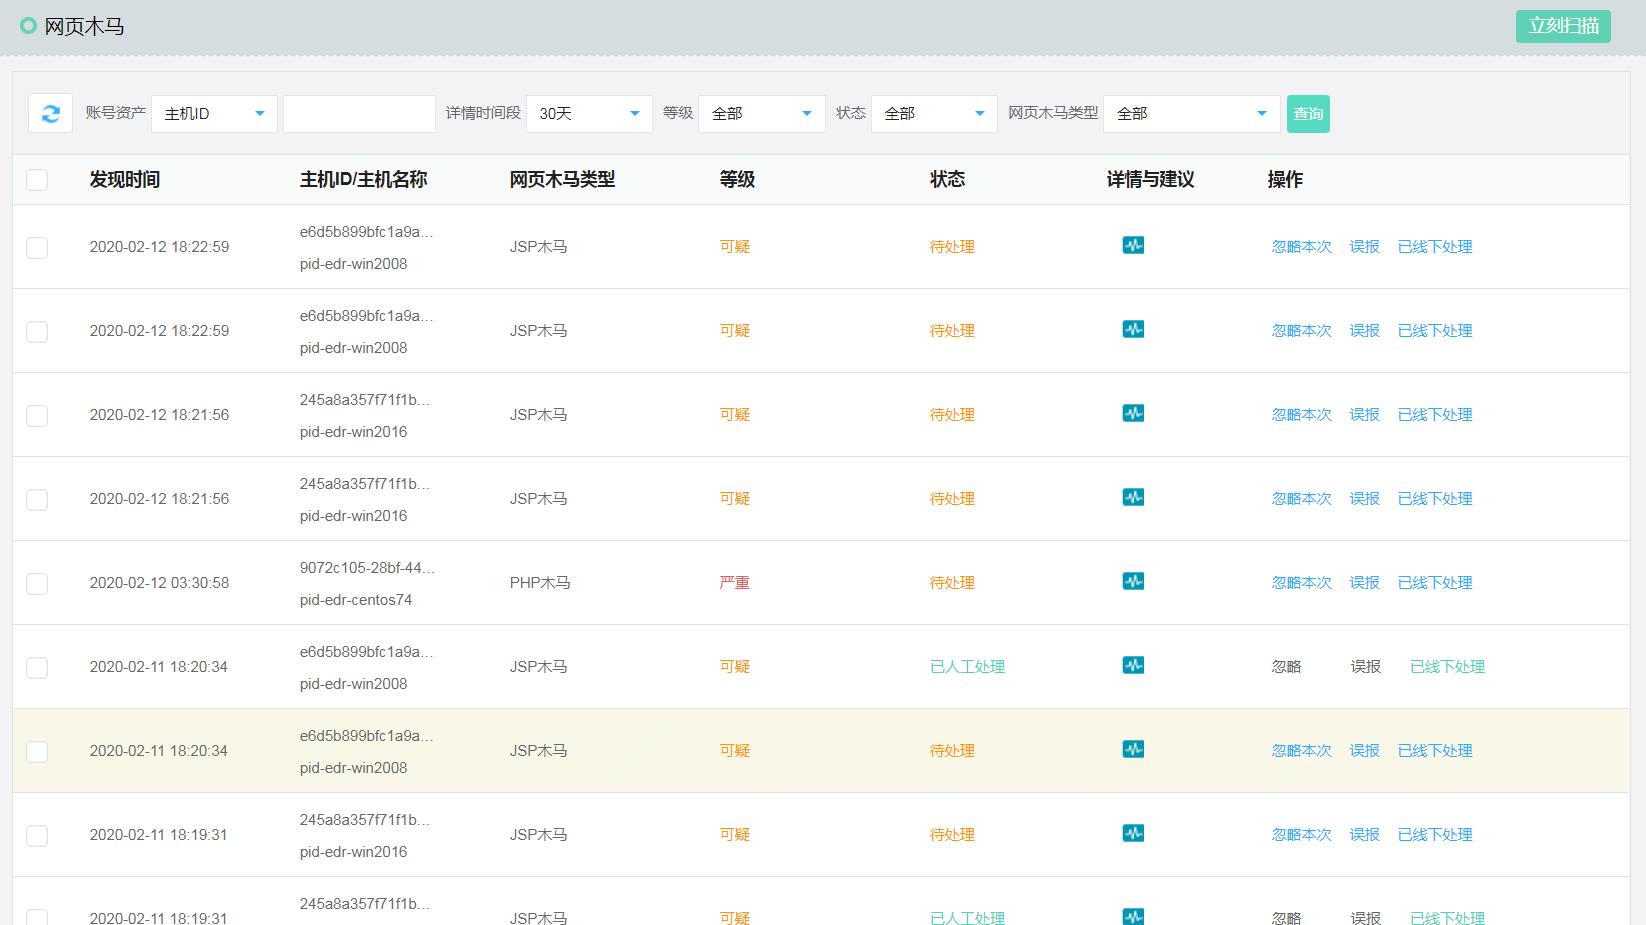 网页木马 立刻扫描
账号资产 主机ID 详情时间段 30天 等级 全部 状态 全部 网页木马类型 全部 查询
发现时间 主机ID/主机名称 网页木马类型 等级 状态 详情与建议 操作
e6d5b899bfc1a9a...
2020-02-12 18:22:59 JSP木马 可疑 待处理 忽略本次 误报 已线下处理
pid-edr-win2008
e6d5b899bfc1a9a...
2020-02-12 18:22:59 JSP木马 可疑 待处理 忽略本次 误报 已线下处理
pid-edr-win2008
245a8a357f71f1b...
2020-02-12 18:21:56 JSP木马 可疑 待处理 忽略本次 误报 已线下处理
pid-edr-win2016
245a8a357f71f1b...
2020-02-12 18:21:56 JSP木马 可疑 待处理 忽略本次 误报 已线下处理
pid-edr-win2016
9072c105-28bf-44...
2020-02-12 03:30:58 PHP木马 严重 待处理 忽略本次 误报 已线下处理
pid-edr-centos74
e6d5b899bfc1a9a...
2020-02-11 18:20:34 JSP木马 可疑 已人工处理 忽略 误报 已线下处理
pid-edr-win2008
e6d5b899bfc1a9a...
2020-02-11 18:20:34 JSP木马 可疑 待处理 忽略本次 误报 已线下处理
pid-edr-win2008
245a8a357f71f1b...
2020-02-11 18:19:31 JSP木马 可疑 待处理 忽略本次 误报 已线下处理
pid-edr-win2016
245a8a357f71f1b...
2020-02-11 18:19:31 JSP木马 可疑 已人工处理 忽略 误报 已线下处理